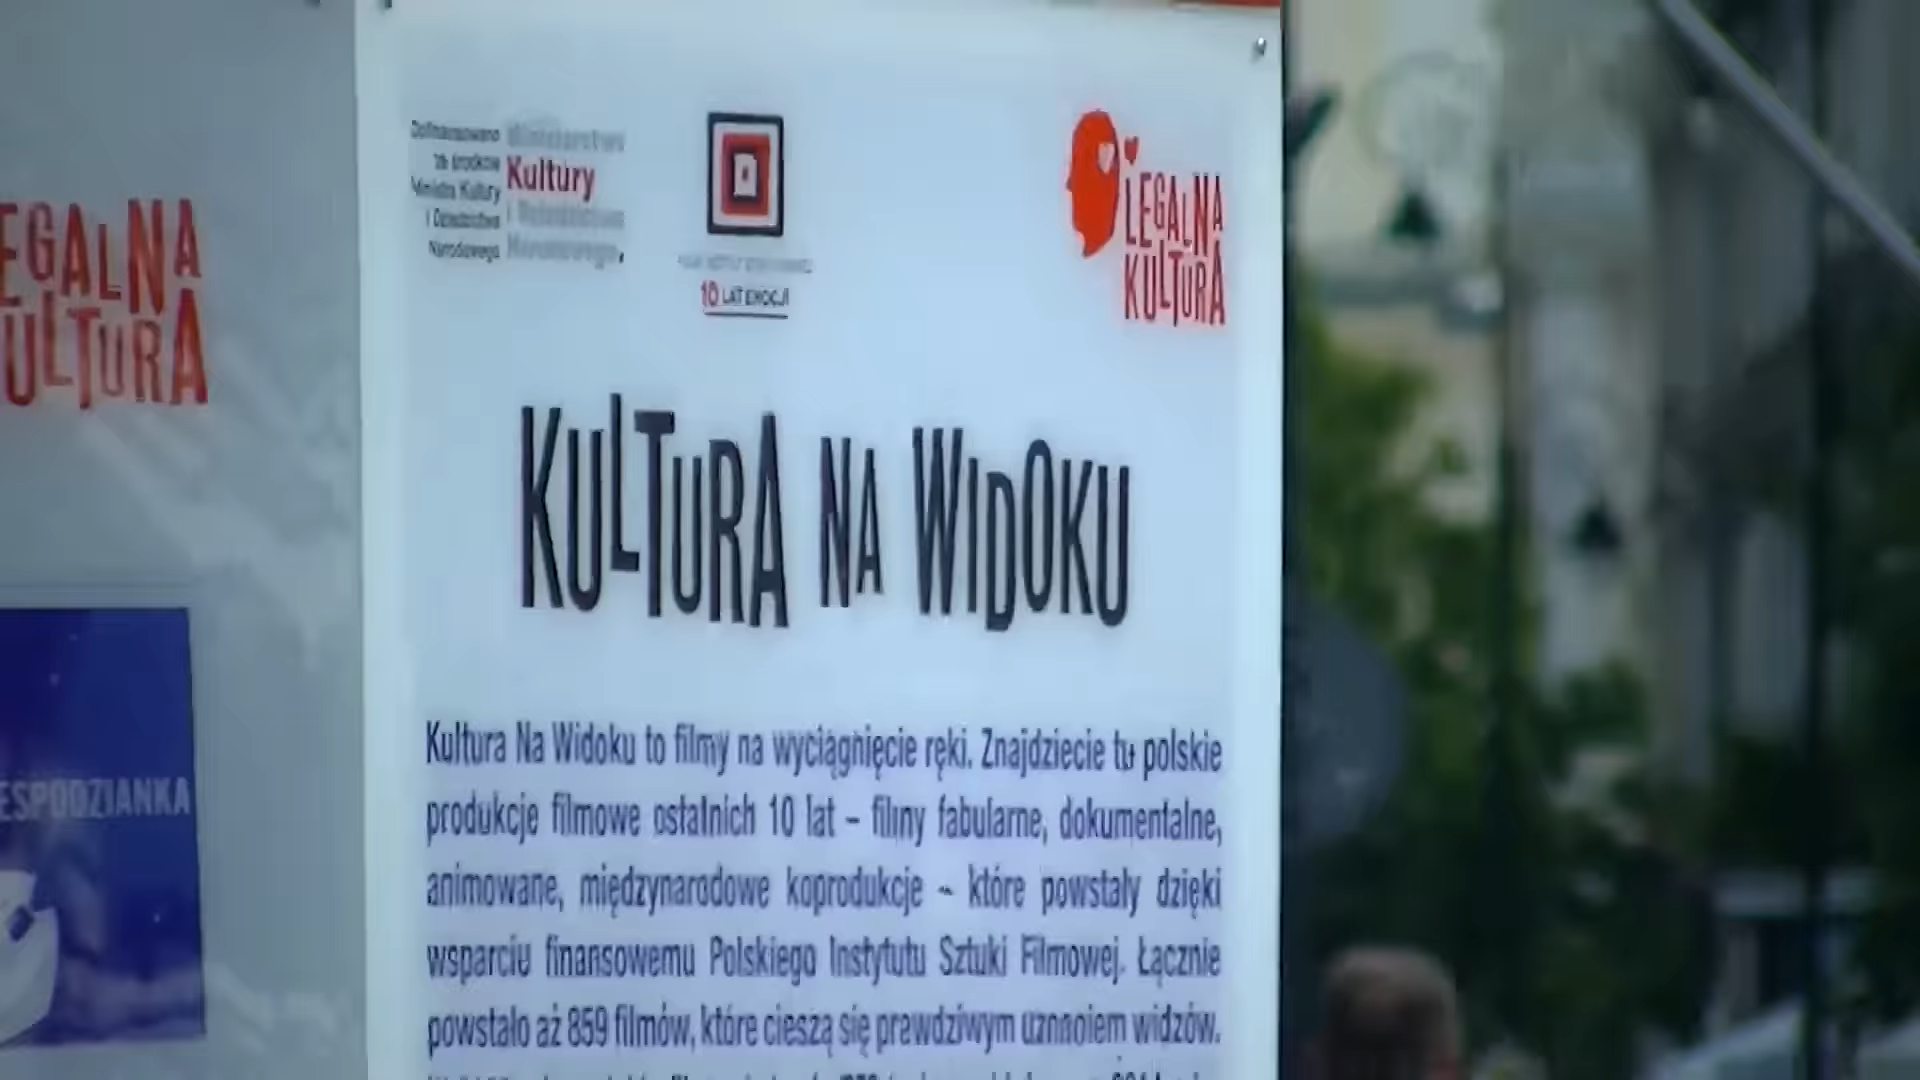 EGALNA
ULTURA
ESPODZIANKA
Dofinansowano
ze środków
Ministra Kultury
i Dziedzictwa
Narodowego
Ministerstwo
Kultury
i Dziedzictwa
Narodowego.
10 LAT EMOCJI
LEGALNA
KULTURA
KULTURA NA WIDOKU
Kultura Na Widoku to filmy na wyciągnięcie ręki. Znajdziecie tu polskie
produkcje filmowe ostatnich 10 lat – filmy fabularne, dokumentalne,
animowane, międzynarodowe koprodukcje – które powstały dzięki
wsparciu finansowemu Polskiego Instytutu Sztuki Filmowej. Łącznie
powstało aż 859 filmów, które cieszą się prawdziwym uznaniem widzów.